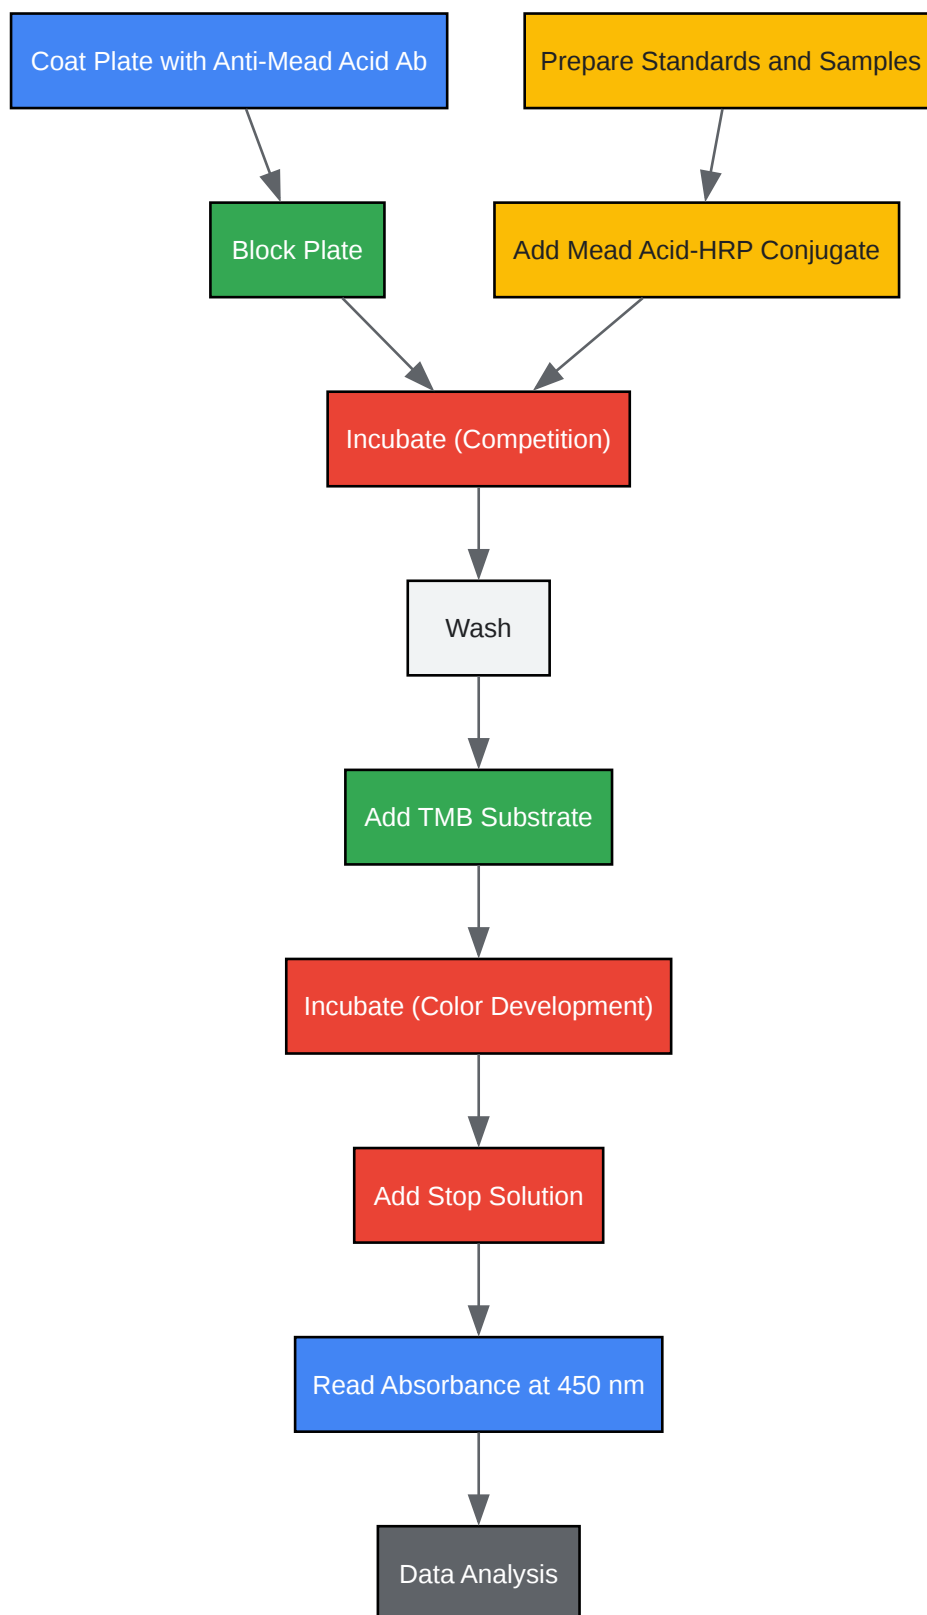 Coat Plate with Anti-Mead Acid Ab
Prepare Standards and Samples
Block Plate
Add Mead Acid-HRP Conjugate
Incubate (Competition)
Wash
Add TMB Substrate
Incubate (Color Development)
Add Stop Solution
Read Absorbance at 450 nm
Data Analysis